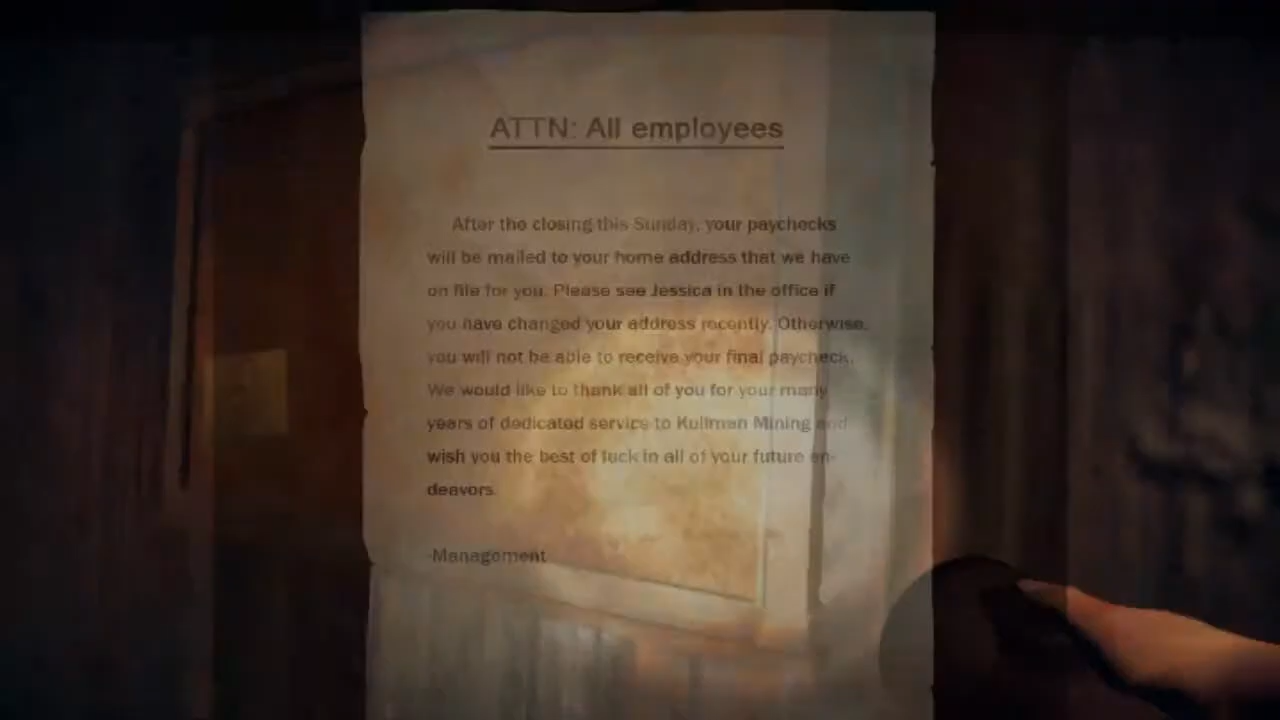 ATTN: All employees
After the closing this Sunday, your paychecks
will be mailed to your home address that we have
on file for you. Please see Jessica in the office if
you have changed your address recently. Otherwise,
you will not be able to receive your final paycheck.
We would like to thank all of you for your many
years of dedicated service to Kullman Mining and
wish you the best of luck in all of your future en-
deavors.
-Management